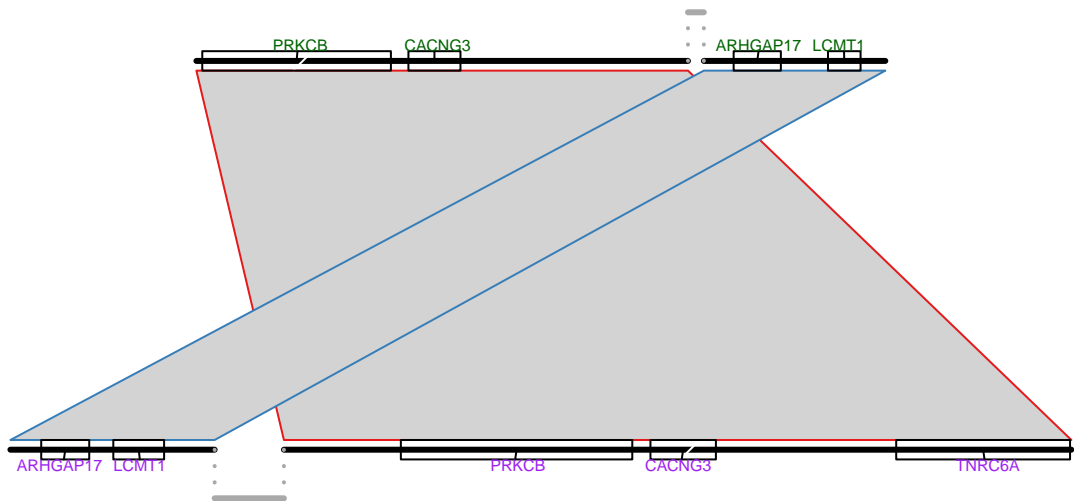 PRKCB CACNG3 ARHGAP17 LCMT1
ARHGAP17 LCMT1 PRKCB CACNG3 TNRC6A